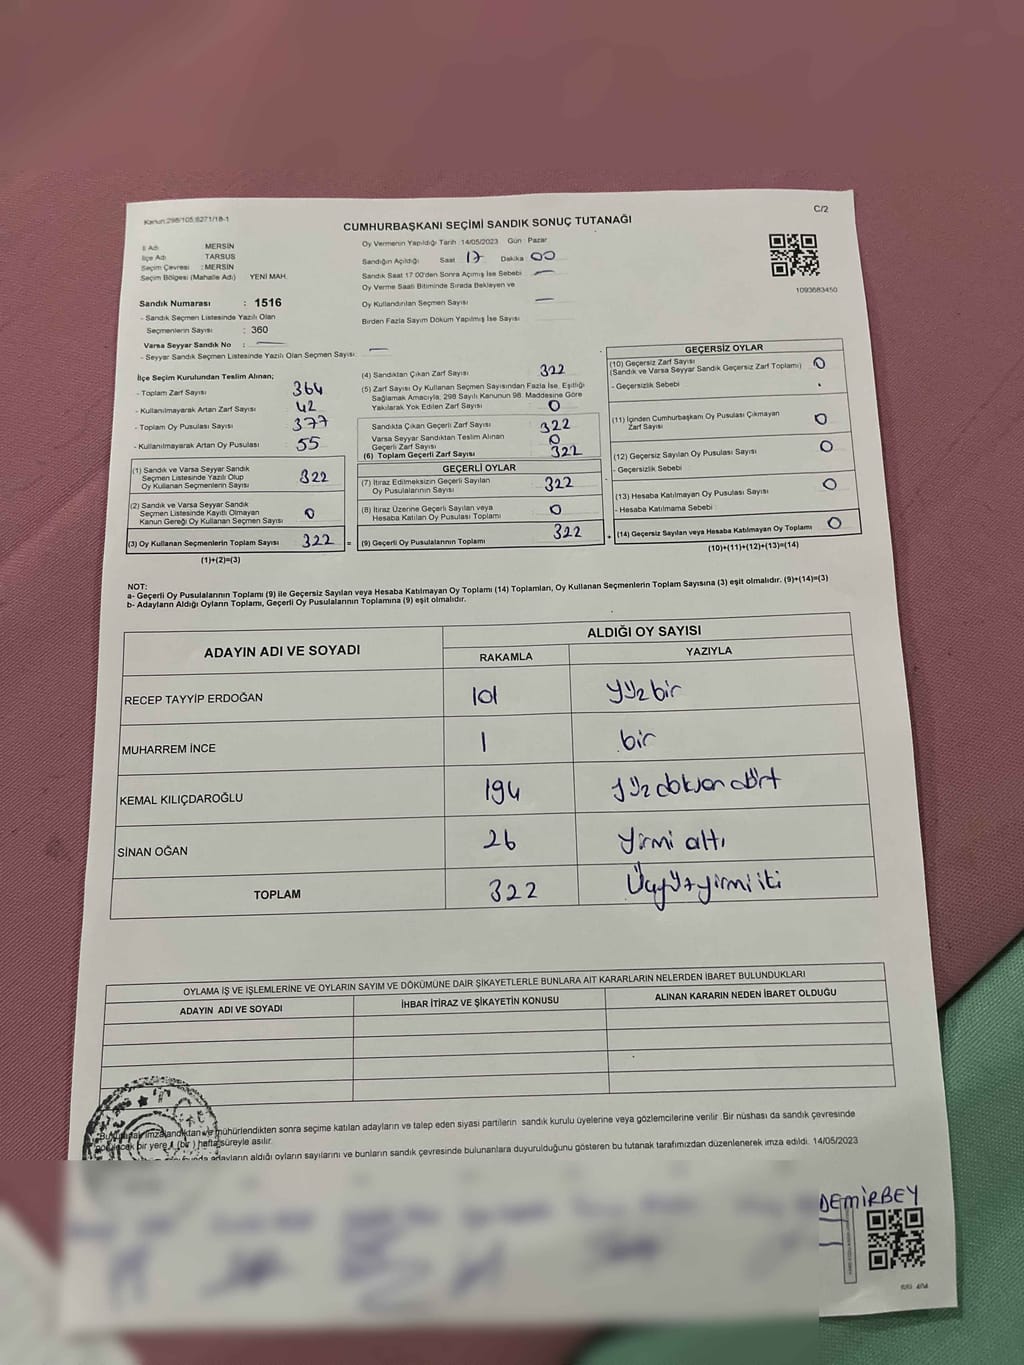 Kanun:298/105;6271/18-1
C/2
CUMHURBAŞKANI SEÇİMİ SANDIK SONUÇ TUTANAĞI
İl Adı MERSİN
İlçe Adı TARSUS
Seçim Çevresi : MERSİN
Seçim Bölgesi (Mahalle Adı) YENİ MAH.
Oy Vermenin Yapıldığı Tarih 14/05/2023 Gün Pazar
Sandığın Açıldığı Saat 17 Dakika 00
Sandık Saat 17:00'den Sonra Açımış İse Sebebi —
Oy Verme Saati Bitiminde Sırada Bekleyen ve
Oy Kullandırılan Seçmen Sayısı —
Birden Fazla Sayım Döküm Yapılmış İse Sayısı
1093683450
Sandık Numarası : 1516
- Sandık Seçmen Listesinde Yazılı Olan
Seçmenlerin Sayısı : 360
Varsa Seyyar Sandık No : —
- Seyyar Sandık Seçmen Listesinde Yazılı Olan Seçmen Sayısı: —
İlçe Seçim Kurulundan Teslim Alınan;
- Toplam Zarf Sayısı 364
- Kullanılmayarak Artan Zarf Sayısı 42
- Toplam Oy Pusulası Sayısı 377
- Kullanılmayarak Artan Oy Pusulası 55
(1) Sandık ve Varsa Seyyar Sandık
Seçmen Listesinde Yazılı Olup
Oy Kullanan Seçmenlerin Sayısı 322
(2) Sandık ve Varsa Seyyar Sandık
Seçmen Listesinde Kayıtlı Olmayan
Kanun Gereği Oy Kullanan Seçmen Sayısı 0
(3) Oy Kullanan Seçmenlerin Toplam Sayısı 322 =
(1)+(2)=(3)
(4) Sandıktan Çıkan Zarf Sayısı 322
(5) Zarf Sayısı Oy Kullanan Seçmen Sayısından Fazla İse, Eşitliği
Sağlamak Amacıyla, 298 Sayılı Kanunun 98. Maddesine Göre
Yakılarak Yok Edilen Zarf Sayısı 0
Sandıkta Çıkan Geçerli Zarf Sayısı 322
Varsa Seyyar Sandıktan Teslim Alınan
Geçerli Zarf Sayısı 0
(6) Toplam Geçerli Zarf Sayısı 322
GEÇERLİ OYLAR
(7) İtiraz Edilmeksizin Geçerli Sayılan
Oy Pusulalarının Sayısı 322
(8) İtiraz Üzerine Geçerli Sayılan veya
Hesaba Katılan Oy Pusulası Toplamı 0
(9) Geçerli Oy Pusulalarının Toplamı 322 +
GEÇERSİZ OYLAR
(10) Geçersiz Zarf Sayısı
(Sandık ve Varsa Seyyar Sandık Geçersiz Zarf Toplamı) 0
- Geçersizlik Sebebi
(11) İçinden Cumhurbaşkanı Oy Pusulası Çıkmayan
Zarf Sayısı 0
(12) Geçersiz Sayılan Oy Pusulası Sayısı 0
- Geçersizlik Sebebi
(13) Hesaba Katılmayan Oy Pusulası Sayısı 0
- Hesaba Katılmama Sebebi
(14) Geçersiz Sayılan veya Hesaba Katılmayan Oy Toplamı 0
(10)+(11)+(12)+(13)=(14)
NOT:
a- Geçerli Oy Pusulalarının Toplamı (9) ile Geçersiz Sayılan veya Hesaba Katılmayan Oy Toplamı (14) Toplamları, Oy Kullanan Seçmenlerin Toplam Sayısına (3) eşit olmalıdır. (9)+(14)=(3)
b- Adayların Aldığı Oyların Toplamı, Geçerli Oy Pusulalarının Toplamına (9) eşit olmalıdır.
ADAYIN ADI VE SOYADI ALDIĞI OY SAYISI
RAKAMLA YAZIYLA
RECEP TAYYİP ERDOĞAN 101 yüz bir
MUHARREM İNCE 1 bir
KEMAL KILIÇDAROĞLU 194 yüz doksan dört
SİNAN OĞAN 26 yirmi altı
TOPLAM 322 Üçyüzyirmi iki
OYLAMA İŞ VE İŞLEMLERİNE VE OYLARIN SAYIM VE DÖKÜMÜNE DAİR ŞİKAYETLERLE BUNLARA AİT KARARLARIN NELERDEN İBARET BULUNDUKLARI
ADAYIN ADI VE SOYADI İHBAR İTİRAZ VE ŞİKAYETİN KONUSU ALINAN KARARIN NEDEN İBARET OLDUĞU
imzalandıktan ve mühürlendikten sonra seçime katılan adayların ve talep eden siyasi partilerin sandık kurulu üyelerine veya gözlemcilerine verilir. Bir nüshası da sandık çevresinde
bir yere 1 (bir) hafta süreyle asılır.
adayların aldığı oyların sayılarını ve bunların sandık çevresinde bulunanlara duyurulduğunu gösteren bu tutanak tarafımızdan düzenlenerek imza edildi. 14/05/2023
DEMİRBEY